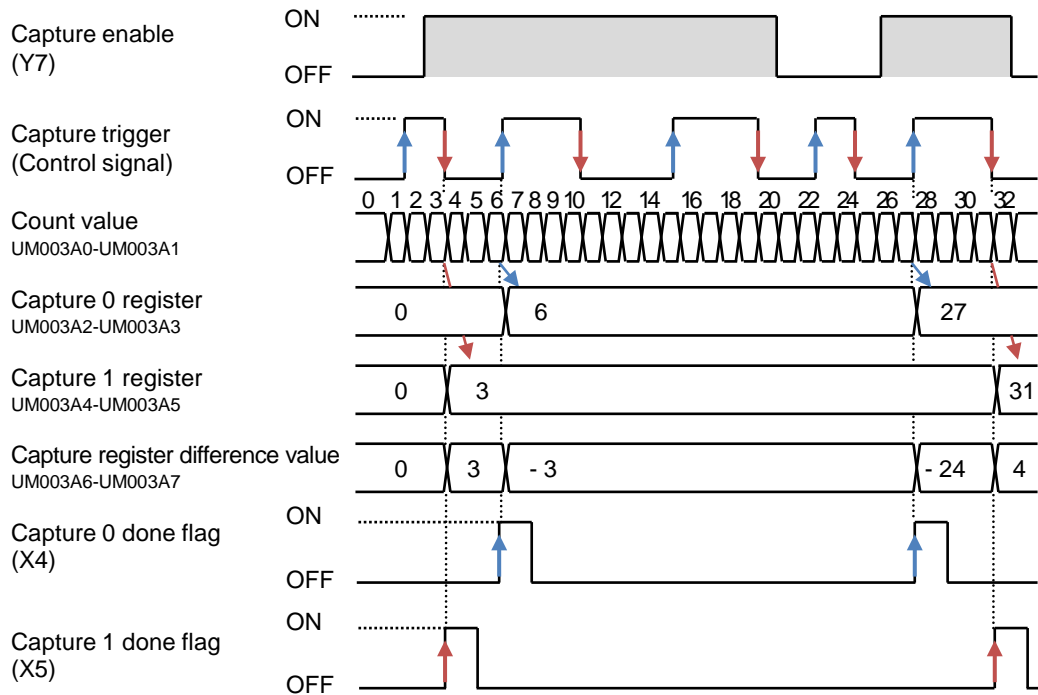 Capture enable
(Y7)
ON
OFF
Capture trigger
(Control signal)
ON
OFF
Count value
UM003A0-UM003A1
0 1 2 3 4 5 6 7 8 9 10 12 14 16 18 20 22 24 26 28 30 32
Capture 0 register
UM003A2-UM003A3
0 6 27
Capture 1 register
UM003A4-UM003A5
0 3 31
Capture register difference value
UM003A6-UM003A7
0 3 - 3 - 24 4
Capture 0 done flag
(X4)
ON
OFF
Capture 1 done flag
(X5)
ON
OFF